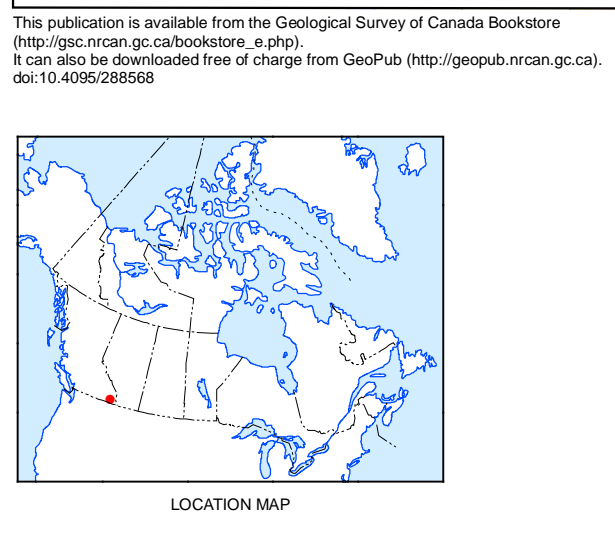 This publication is available from the Geological Survey of Canada Bookstore
(http://gsc.nrcan.gc.ca/bookstore_e.php).
It can also be downloaded free of charge from GeoPub (http://geopub.nrcan.gc.ca).
doi:10.4095/288568
LOCATION MAP